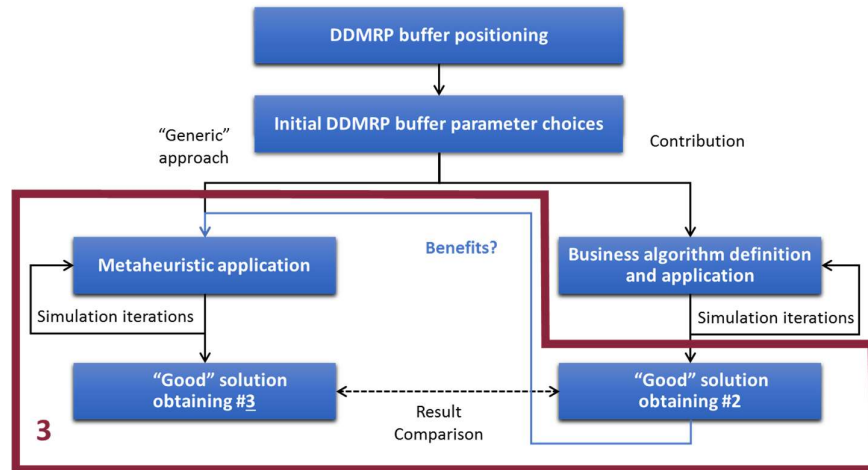 DDMRP buffer positioning
Initial DDMRP buffer parameter choices
“Generic”
approach
Contribution
Benefits?
Metaheuristic application
Business algorithm definition
and application
Simulation iterations
Simulation iterations
“Good” solution
obtaining #3
“Good” solution
obtaining #2
Result
Comparison
3